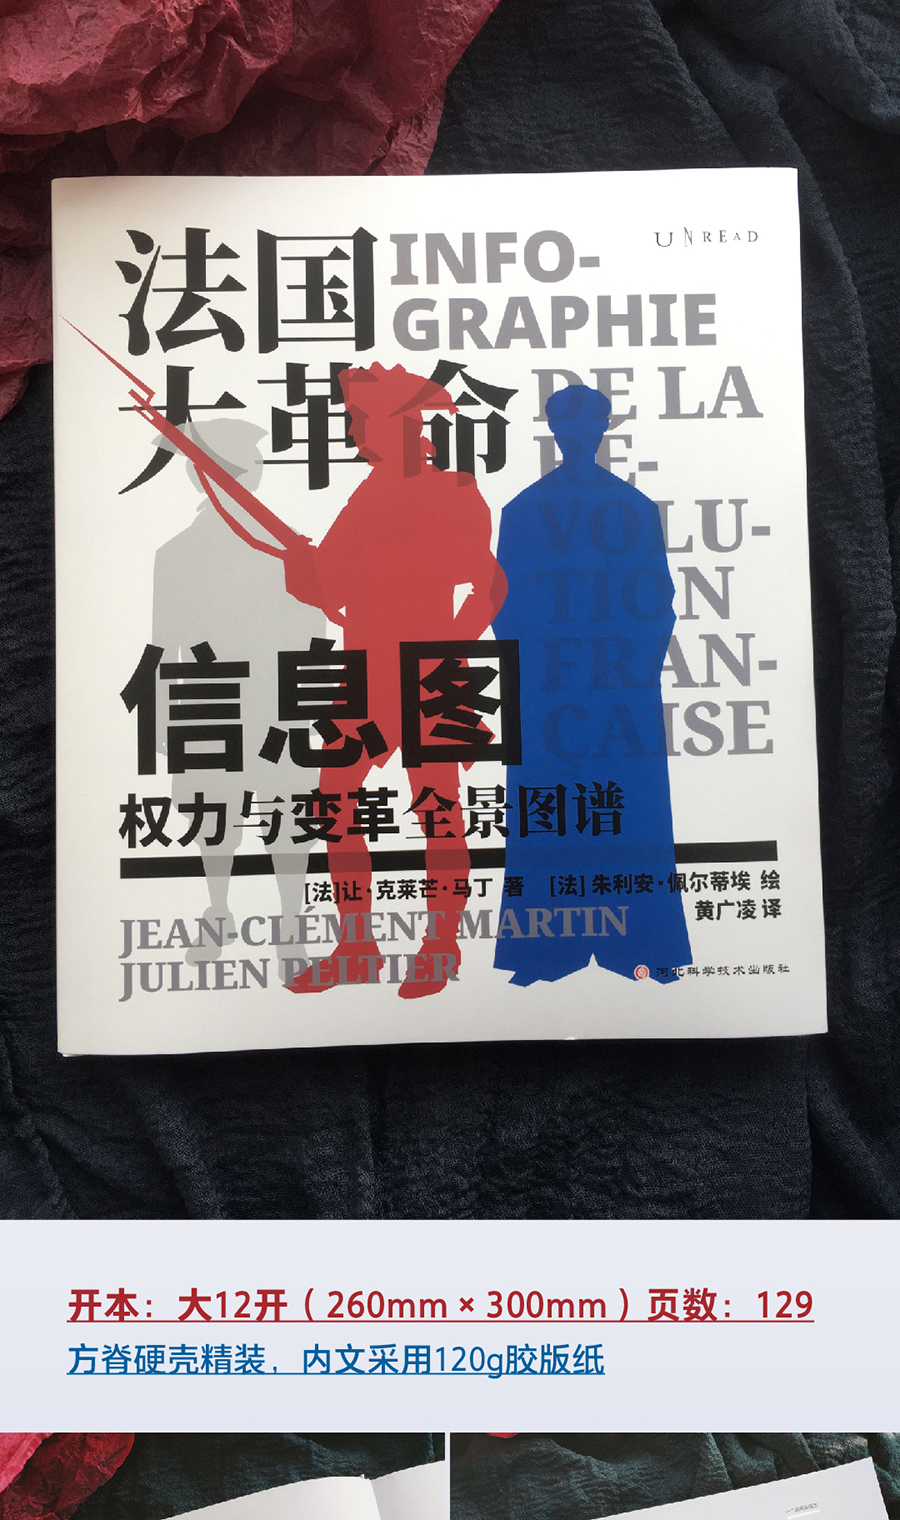 法国
大革命
INFO-
GRAPHIE
DE LA
RÉ-
VOLU-
TION
FRAN-
ÇAISE
UNREAD
信息图
权力与变革全景图谱
[法]让·克莱芒·马丁 著 [法]朱利安·佩尔蒂埃 绘
黄广凌 译
JEAN-CLÉMENT MARTIN
JULIEN PELTIER
河北科学技术出版社
开本：大12开（260mm × 300mm）页数：129
方脊硬壳精装，内文采用120g胶版纸